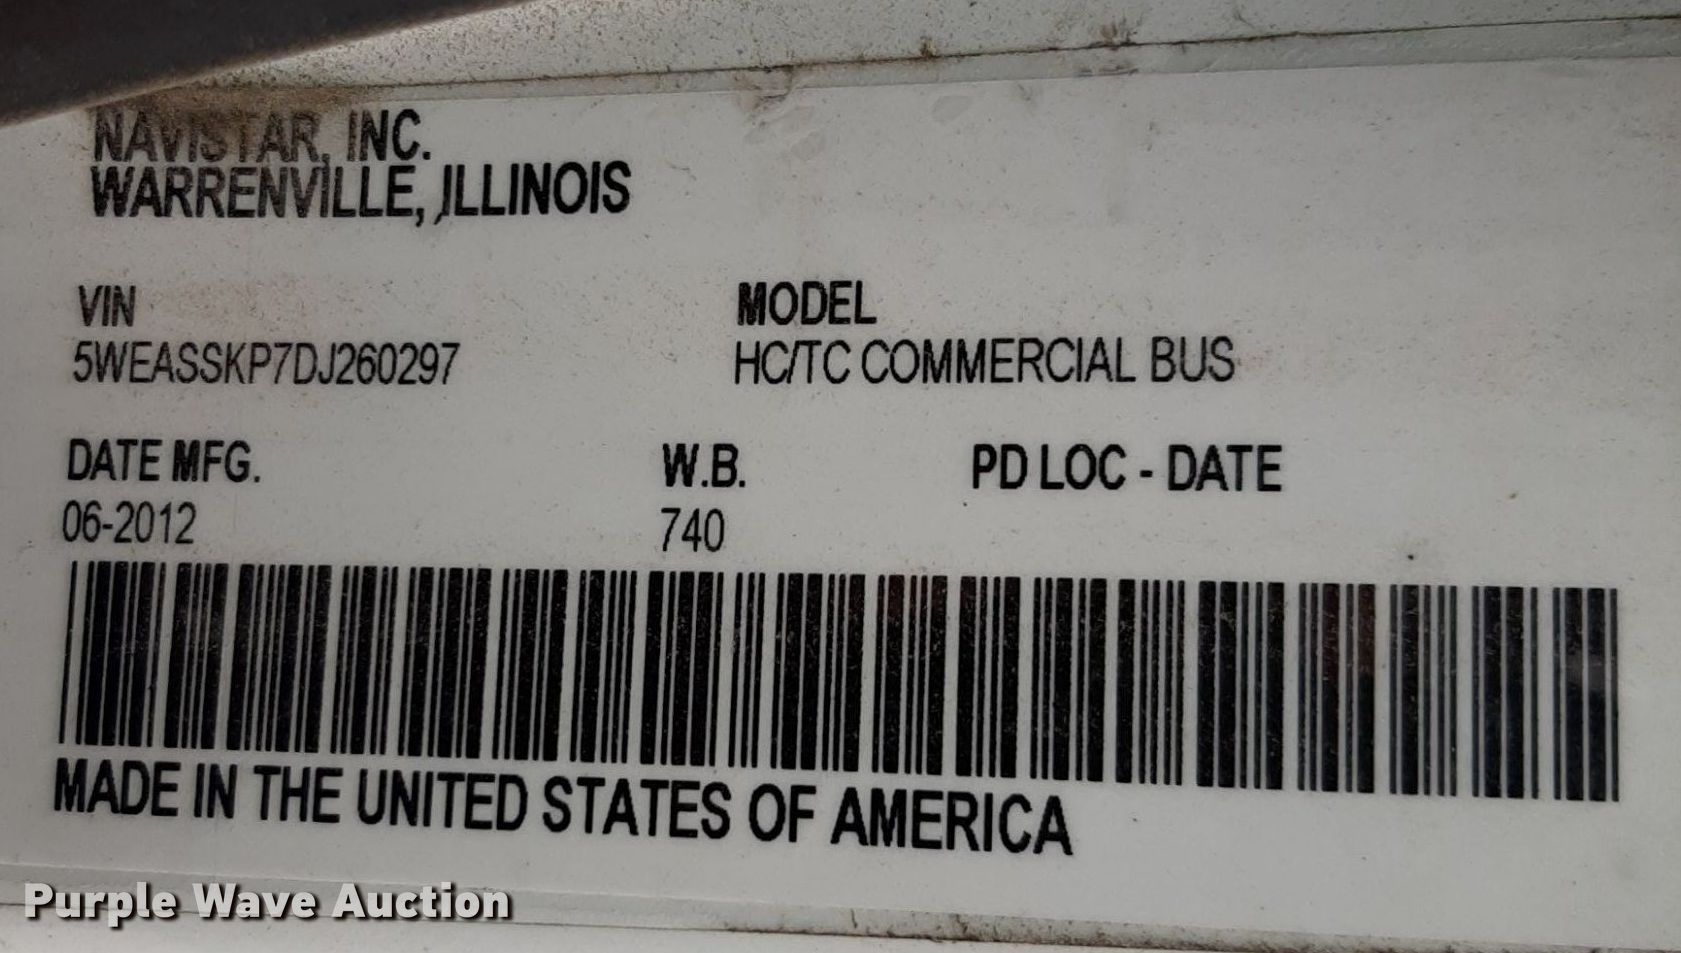 NAVISTAR, INC.
WARRENVILLE, ILLINOIS
VIN
5WEASSKP7DJ260297
MODEL
HC/TC COMMERCIAL BUS
DATE MFG.
06-2012
W.B.
740
PD LOC - DATE
MADE IN THE UNITED STATES OF AMERICA
Purple Wave Auction